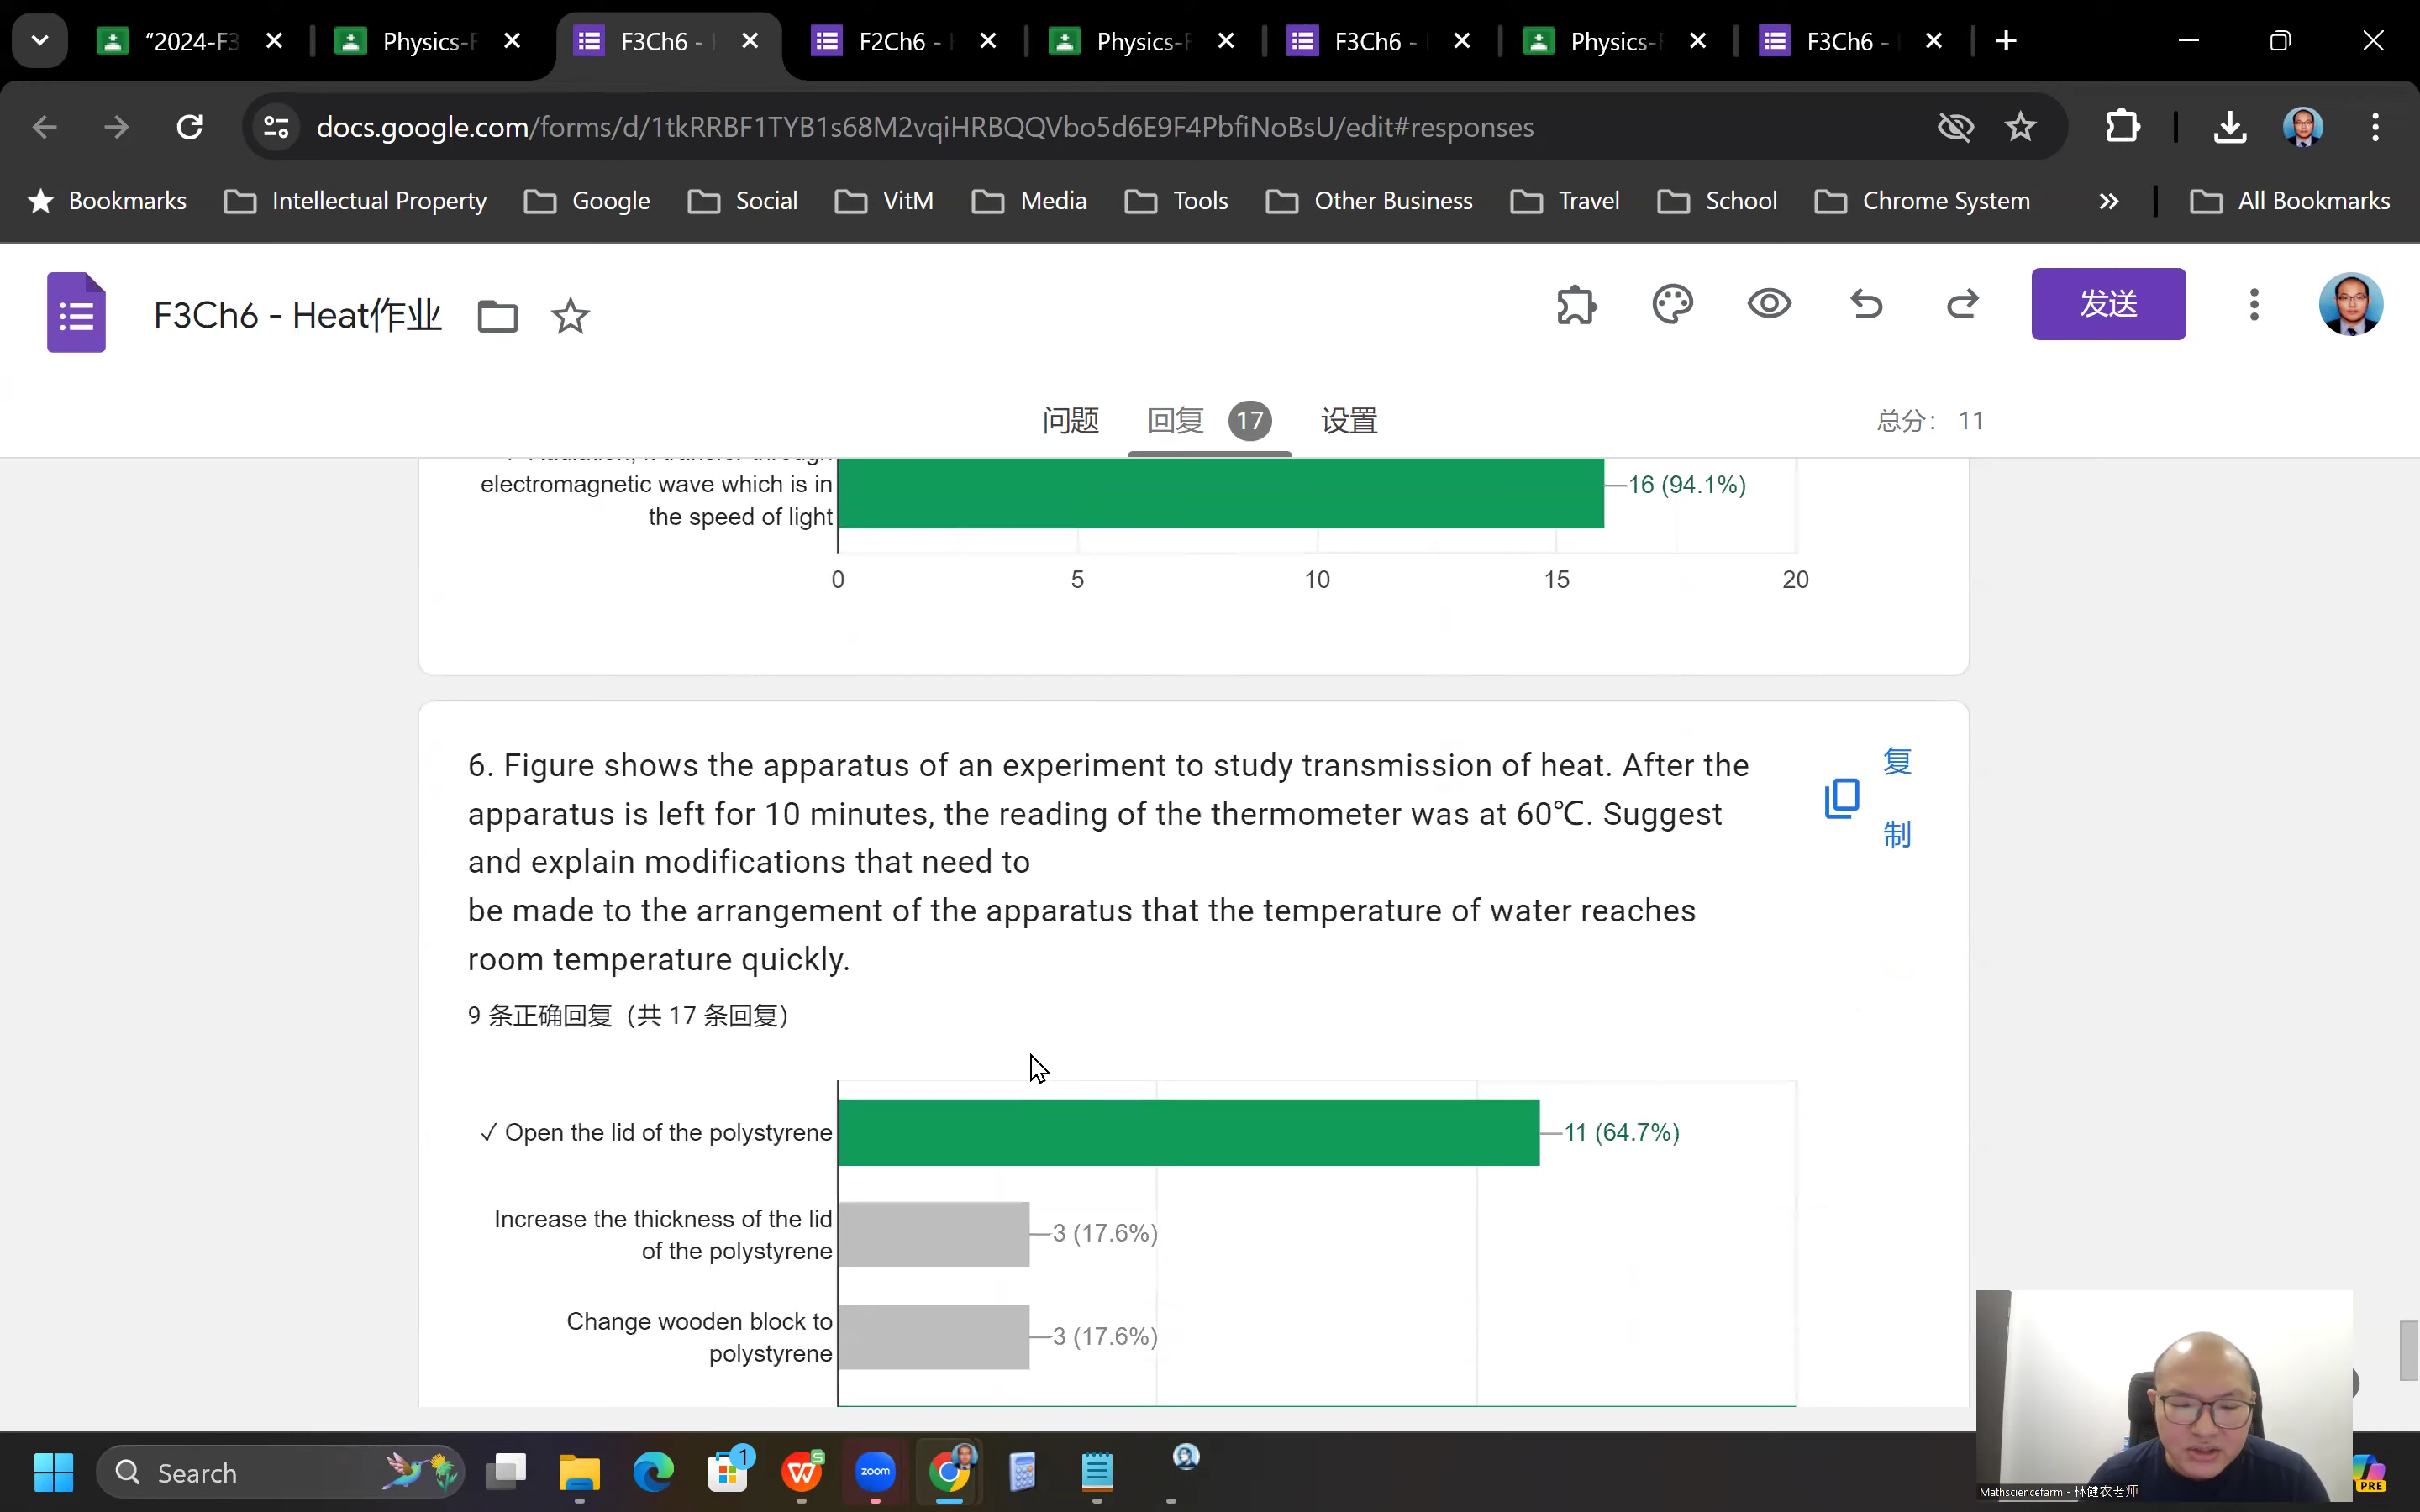 “2024-F3
Physics-F
F3Ch6 -
F2Ch6 -
Physics-F
F3Ch6 -
Physics-F
F3Ch6 -
docs.google.com/forms/d/1tkRRBF1TYB1s68M2vqiHRBQQVbo5d6E9F4PbfiNoBsU/edit#responses
Bookmarks
Intellectual Property
Google
Social
VitM
Media
Tools
Other Business
Travel
School
Chrome System
All Bookmarks
F3Ch6 - Heat作业
发送
问题
回复 17
设置
总分： 11
electromagnetic wave which is in
the speed of light
16 (94.1%)
0 5 10 15 20
6. Figure shows the apparatus of an experiment to study transmission of heat. After the
apparatus is left for 10 minutes, the reading of the thermometer was at 60℃. Suggest
and explain modifications that need to
be made to the arrangement of the apparatus that the temperature of water reaches
room temperature quickly.
复
制
9 条正确回复（共 17 条回复）
✓ Open the lid of the polystyrene
11 (64.7%)
Increase the thickness of the lid
of the polystyrene
3 (17.6%)
Change wooden block to
polystyrene
3 (17.6%)
Search
1
zoom
PRE
Mathsciencefarm - 林健农老师